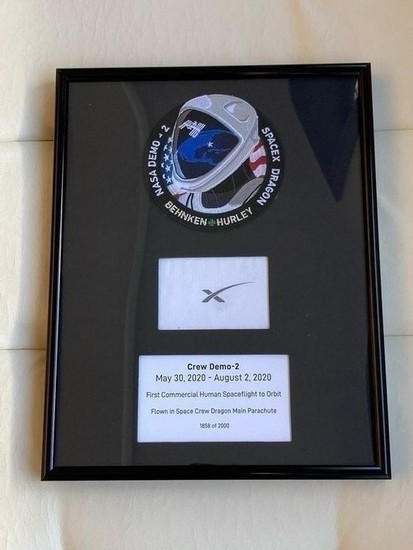 NASA DEMO - 2
SPACEX DRAGON
BEHNKEN HURLEY
X
Crew Demo-2
May 30, 2020 - August 2, 2020
First Commercial Human Spaceflight to Orbit
Flown in Space Crew Dragon Main Parachute
1858 of 2000